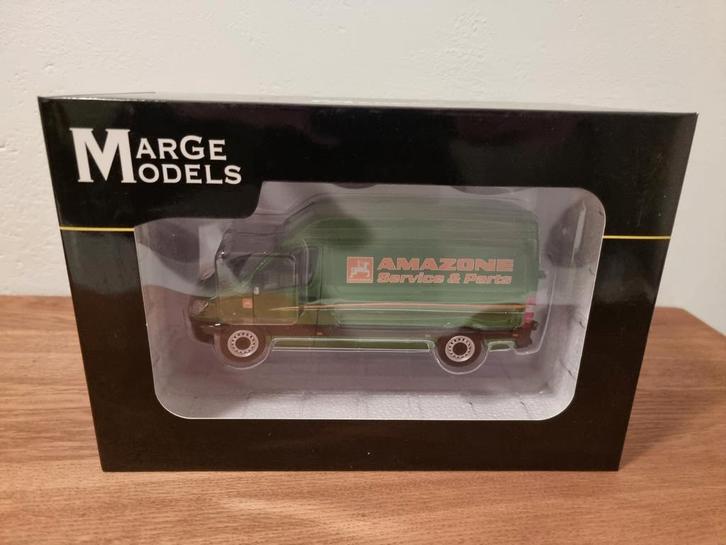 MARGE
MODELS
AMAZONE
Service & Parts